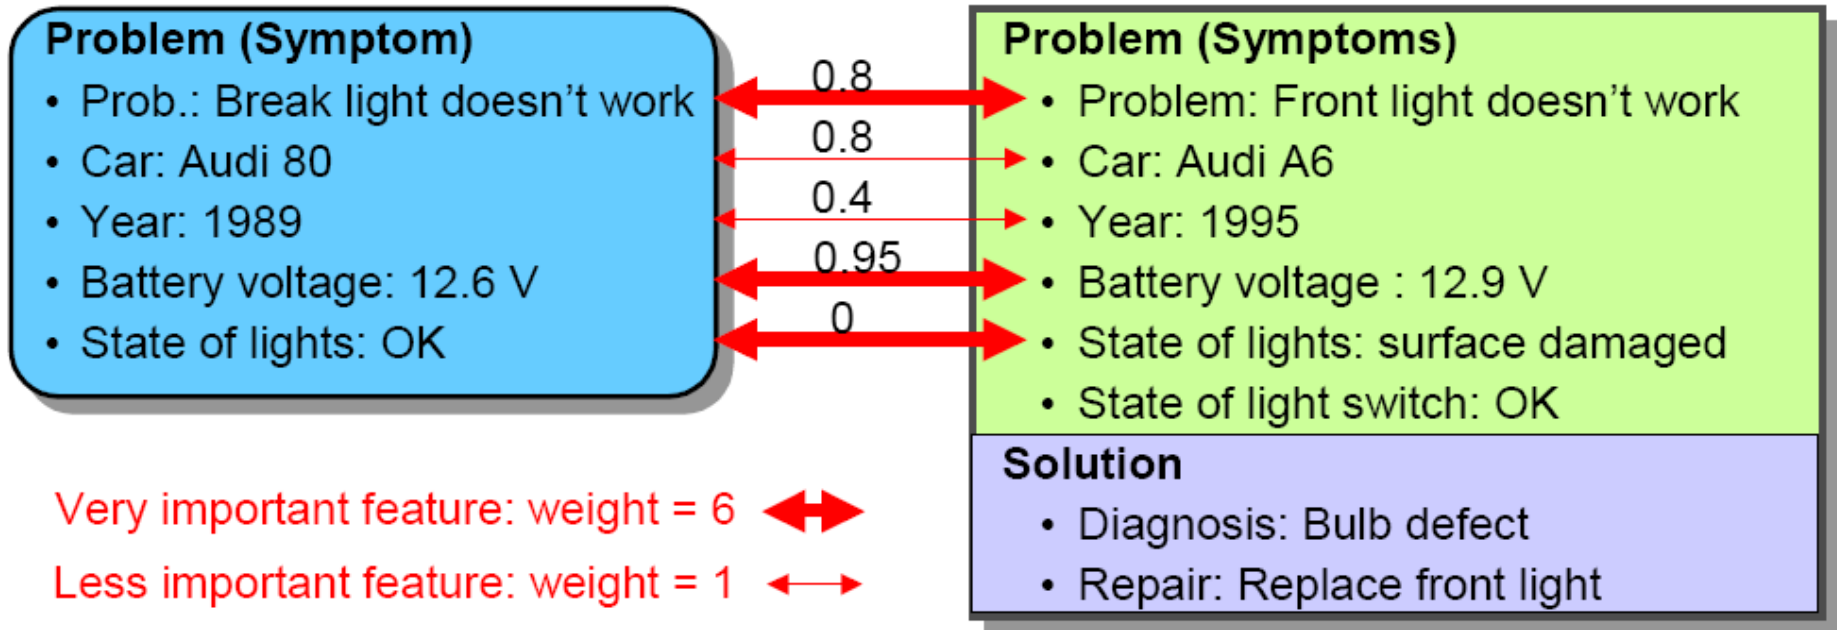 Problem (Symptom)
• Prob.: Break light doesn't work
• Car: Audi 80
• Year: 1989
• Battery voltage: 12.6 V
• State of lights: OK
0.8
0.8
0.4
0.95
0
Problem (Symptoms)
• Problem: Front light doesn't work
• Car: Audi A6
• Year: 1995
• Battery voltage : 12.9 V
• State of lights: surface damaged
• State of light switch: OK
Solution
• Diagnosis: Bulb defect
• Repair: Replace front light
Very important feature: weight = 6
Less important feature: weight = 1